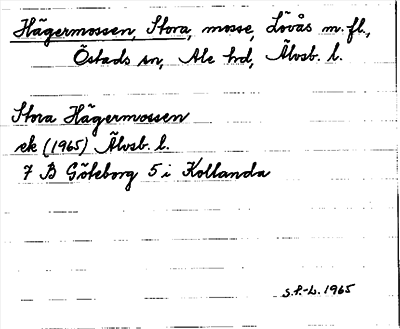 Hägermossen, Stora, mosse, Lövås m.fl.,
Östads sn, Ale hd, Älvsb. l.
Stora Hägermossen
ek (1965) Älvsb. l.
7 B Göteborg 5 i Kollanda
S.P.-L. 1965